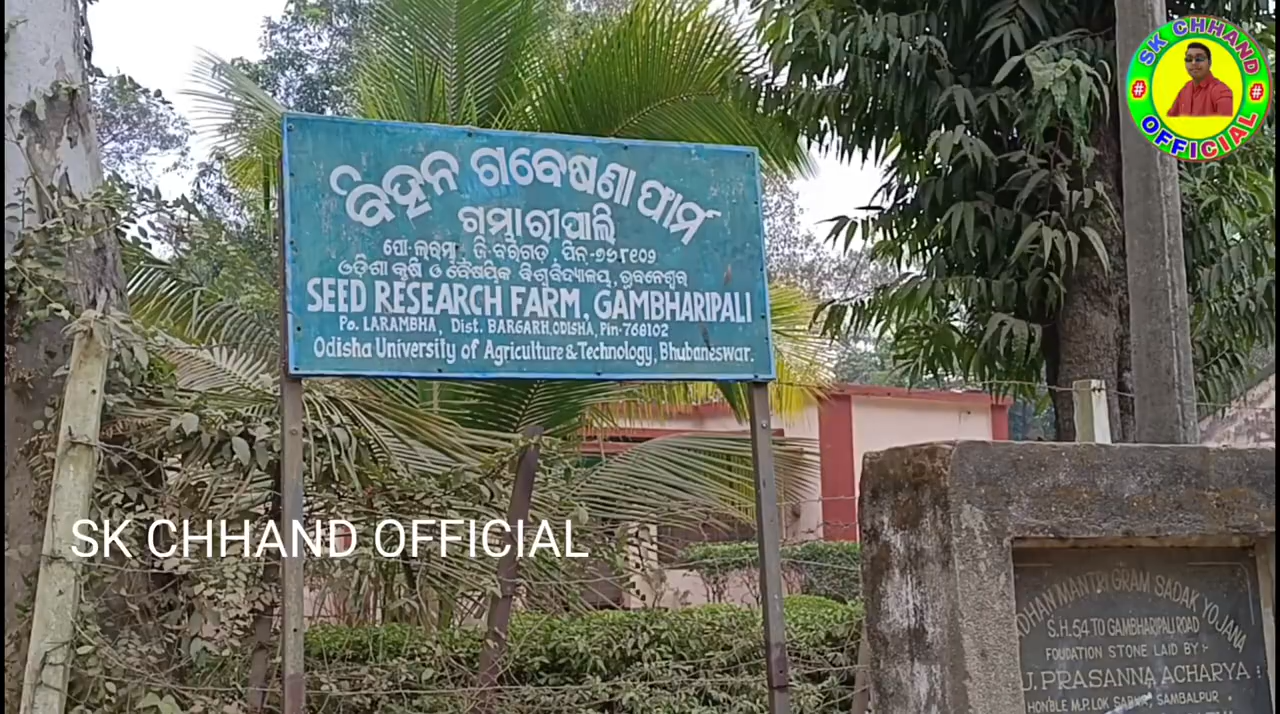 ବିହନ ଗବେଷଣା ଫାର୍ମ
ଗମ୍ଭାରୀପାଲି
ପୋ-ଲରମ୍ଭା, ଜି-ବରଗଡ଼, ପିନ୍-୭୬୮୧୦୨
ଓଡ଼ିଶା କୃଷି ଓ ବୈଷୟିକ ବିଶ୍ୱବିଦ୍ୟାଳୟ, ଭୁବନେଶ୍ୱର
SEED RESEARCH FARM, GAMBHARIPALI
Po. LARAMBHA, Dist. BARGARH, ODISHA, Pin-768102
Odisha University of Agriculture & Technology, Bhubaneswar.
SK CHHAND
# #
OFFICIAL
SK CHHAND OFFICIAL
DHAN MANTRI GRAM SADAK YOJANA
S.H.54 TO GAMBHARIPALI ROAD
FOUDATION STONE LAID BY :-
J. PRASANNA ACHARYA :
HON'BLE M.P. LOK SABHA, SAMBALPUR